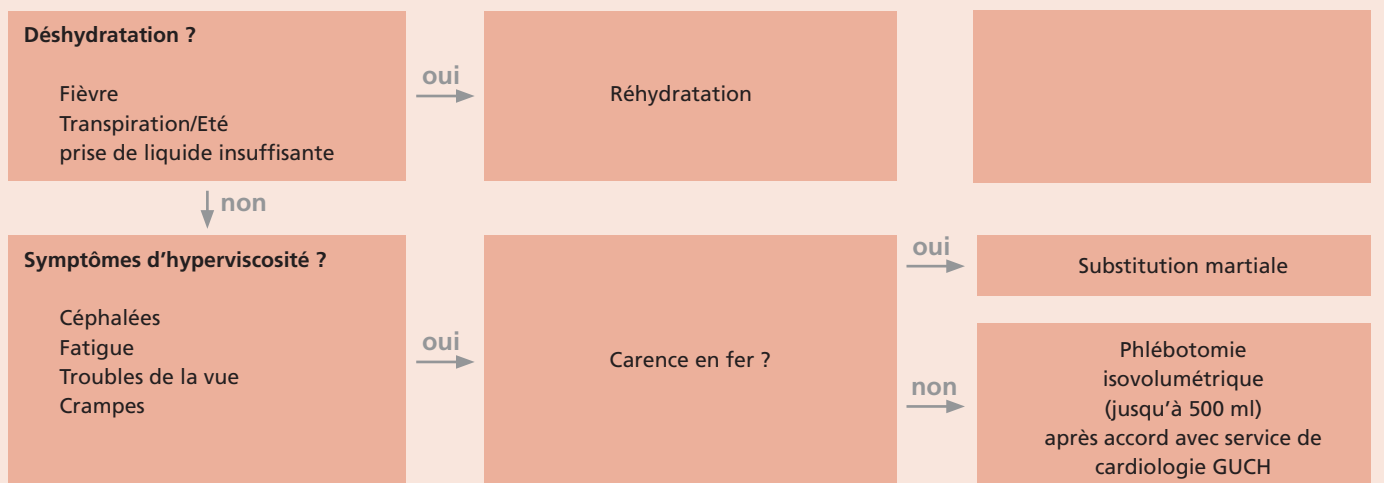 Déshydratation ?
Fièvre
Transpiration/Eté
prise de liquide insuffisante
oui
Réhydratation
non
Symptômes d'hyperviscosité ?
Céphalées
Fatigue
Troubles de la vue
Crampes
oui
Carence en fer ?
oui
Substitution martiale
non
Phlébotomie
isovolumétrique
(jusqu'à 500 ml)
après accord avec service de
cardiologie GUCH